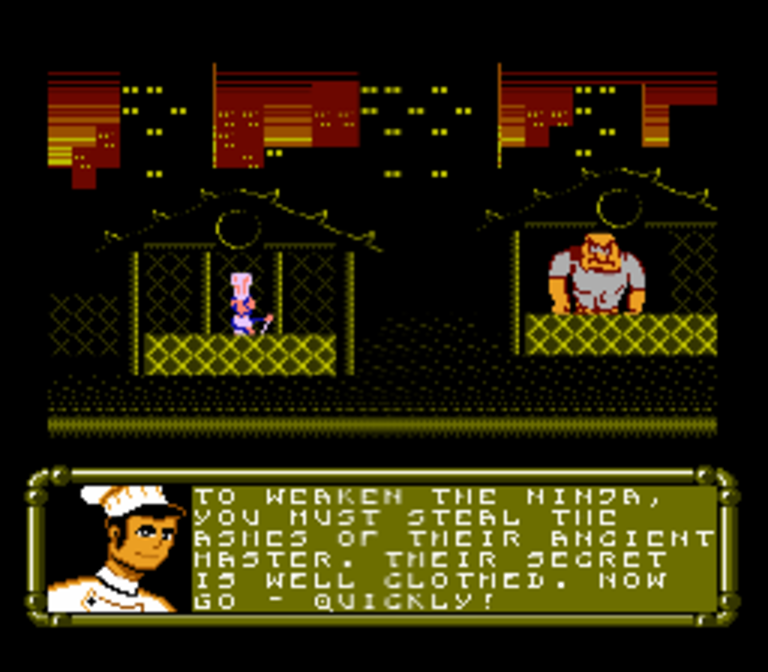 TO WEAKEN THE NINJA,
YOU MUST STEAL THE
ASHES OF THEIR ANCIENT
MASTER. THEIR SECRET
IS WELL CLOTHED. NOW
GO - QUICKLY!